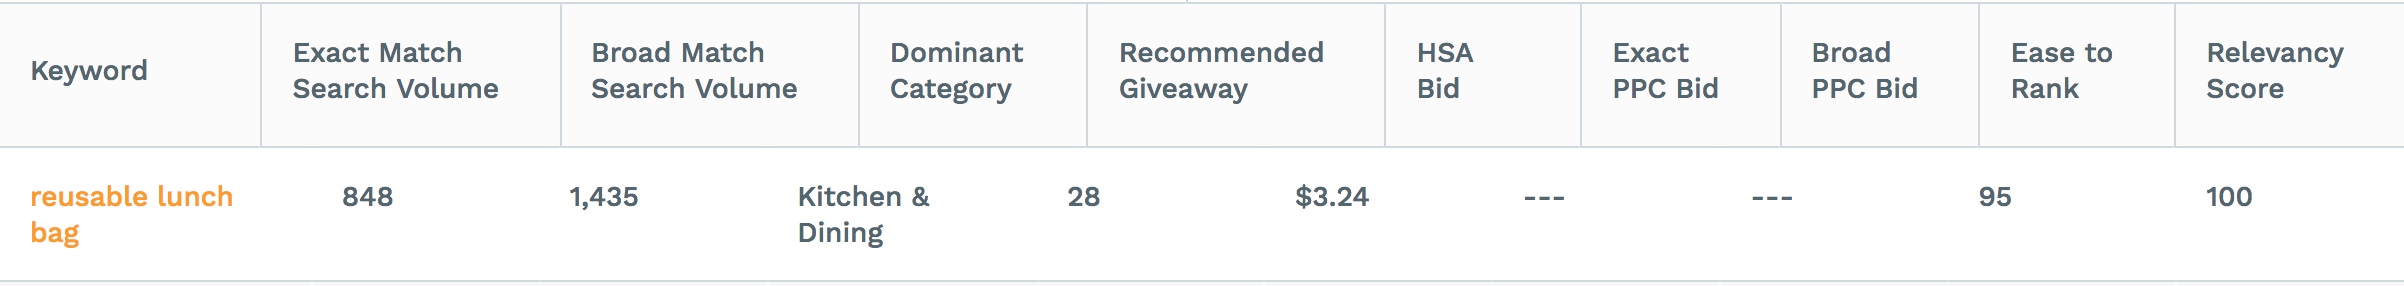 Keyword
Exact Match
Search Volume
Broad Match
Search Volume
Dominant
Category
Recommended
Giveaway
HSA
Bid
Exact
PPC Bid
Broad
PPC Bid
Ease to
Rank
Relevancy
Score
reusable lunch
bag
848
1,435
Kitchen &
Dining
28
$3.24
---
---
95
100